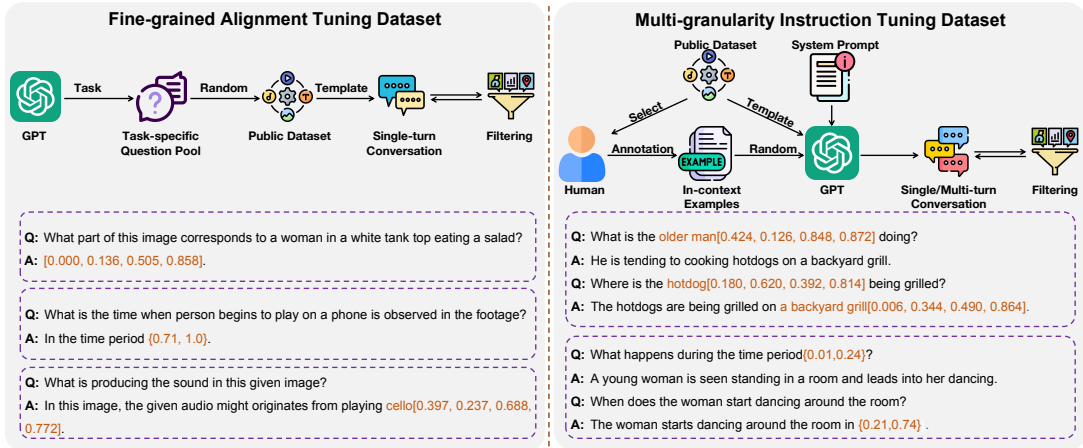 Fine-grained Alignment Tuning Dataset
Task
Random
Template
GPT
Task-specific
Question Pool
Public Dataset
Single-turn
Conversation
Filtering
Q: What part of this image corresponds to a woman in a white tank top eating a salad?
A: [0.000, 0.136, 0.505, 0.858].
Q: What is the time when person begins to play on a phone is observed in the footage?
A: In the time period {0.71, 1.0}.
Q: What is producing the sound in this given image?
A: In this image, the given audio might originates from playing cello[0.397, 0.237, 0.688,
0.772].
Multi-granularity Instruction Tuning Dataset
Public Dataset
System Prompt
Select
Template
Annotation
EXAMPLE
Random
Human
In-context
Examples
GPT
Single/Multi-turn
Conversation
Filtering
Q: What is the older man[0.424, 0.126, 0.848, 0.872] doing?
A: He is tending to cooking hotdogs on a backyard grill.
Q: Where is the hotdog[0.180, 0.620, 0.392, 0.814] being grilled?
A: The hotdogs are being grilled on a backyard grill[0.006, 0.344, 0.490, 0.864].
Q: What happens during the time period{0.01,0.24}?
A: A young woman is seen standing in a room and leads into her dancing.
Q: When does the woman start dancing around the room?
A: The woman starts dancing around the room in {0.21,0.74} .